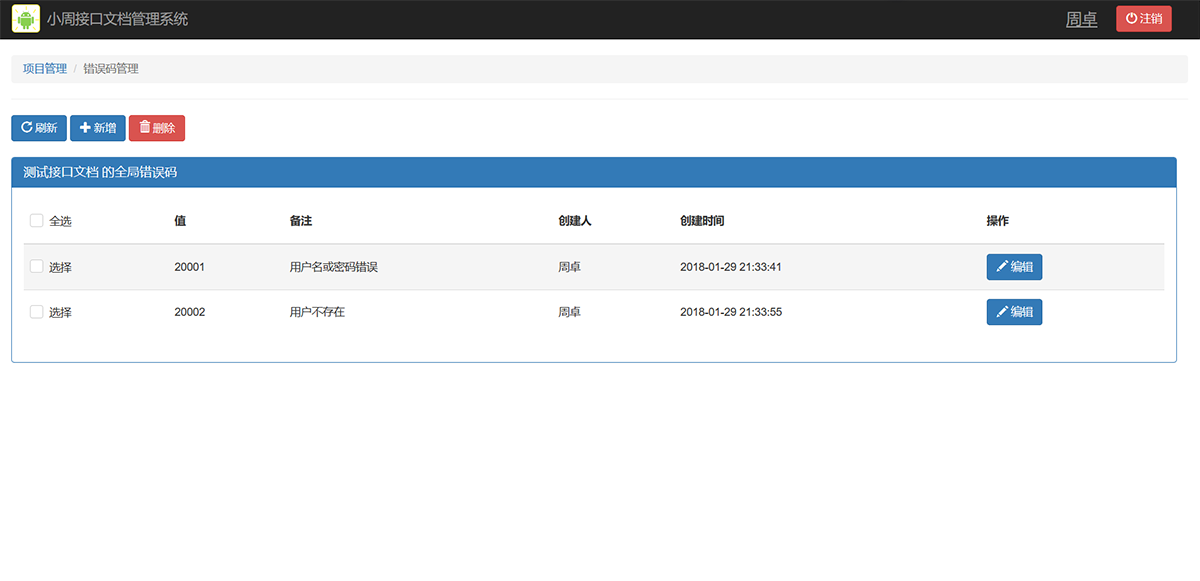 小周接口文档管理系统 周卓 注销
项目管理 / 错误码管理
刷新 新增 删除
测试接口文档 的全局错误码
全选 值 备注 创建人 创建时间 操作
选择 20001 用户名或密码错误 周卓 2018-01-29 21:33:41 编辑
选择 20002 用户不存在 周卓 2018-01-29 21:33:55 编辑